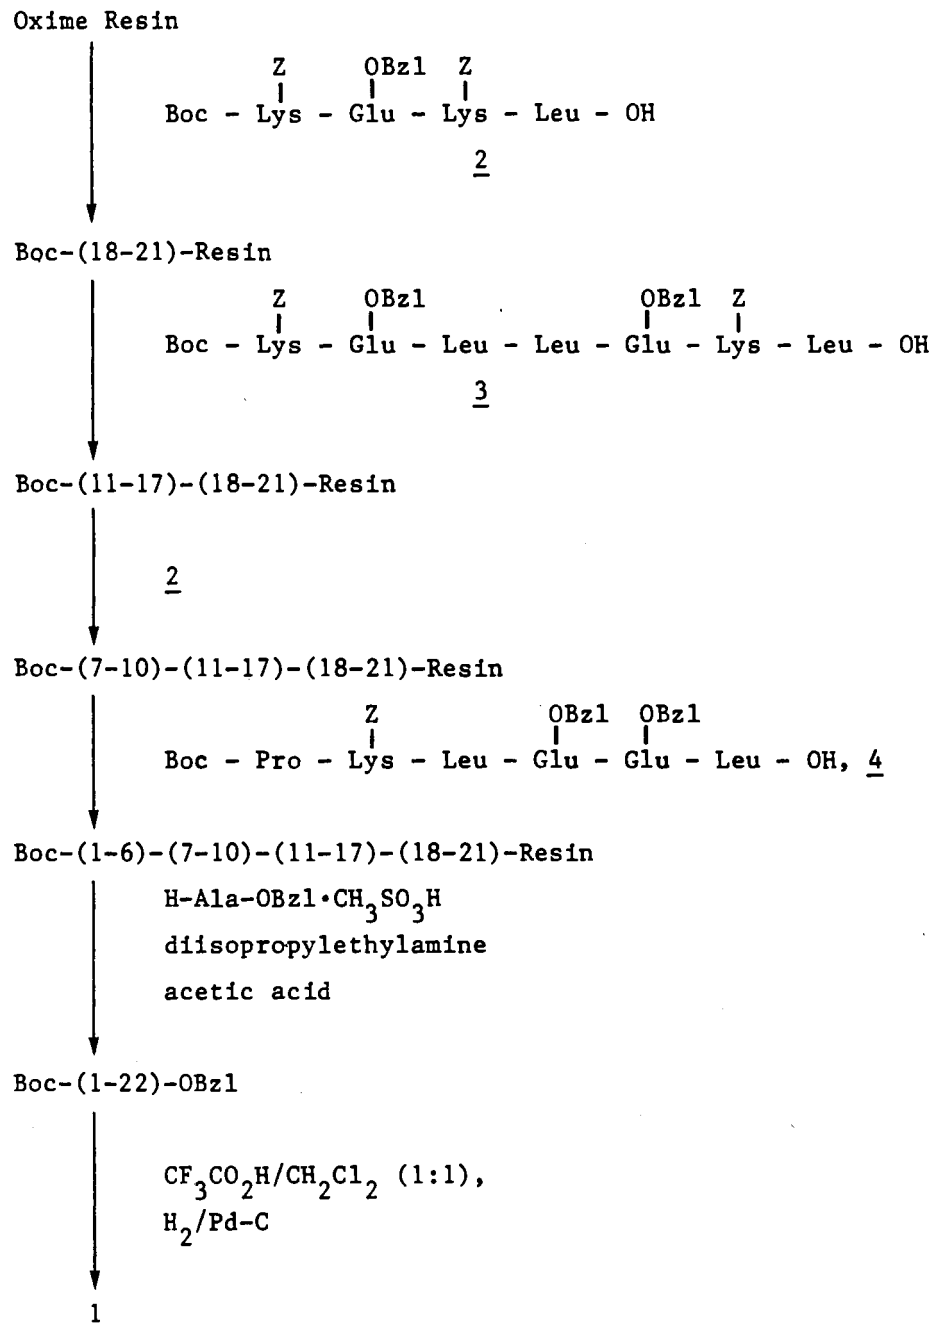 Oxime Resin
Z OBzl Z
Boc - Lys - Glu - Lys - Leu - OH
2
Boc-(18-21)-Resin
Z OBzl OBzl Z
Boc - Lys - Glu - Leu - Leu - Glu - Lys - Leu - OH
3
Boc-(11-17)-(18-21)-Resin
2
Boc-(7-10)-(11-17)-(18-21)-Resin
Z OBzl OBzl
Boc - Pro - Lys - Leu - Glu - Glu - Leu - OH, 4
Boc-(1-6)-(7-10)-(11-17)-(18-21)-Resin
H-Ala-OBzl•CH3SO3H
diisopropylethylamine
acetic acid
Boc-(1-22)-OBzl
CF3CO2H/CH2Cl2 (1:1),
H2/Pd-C
1